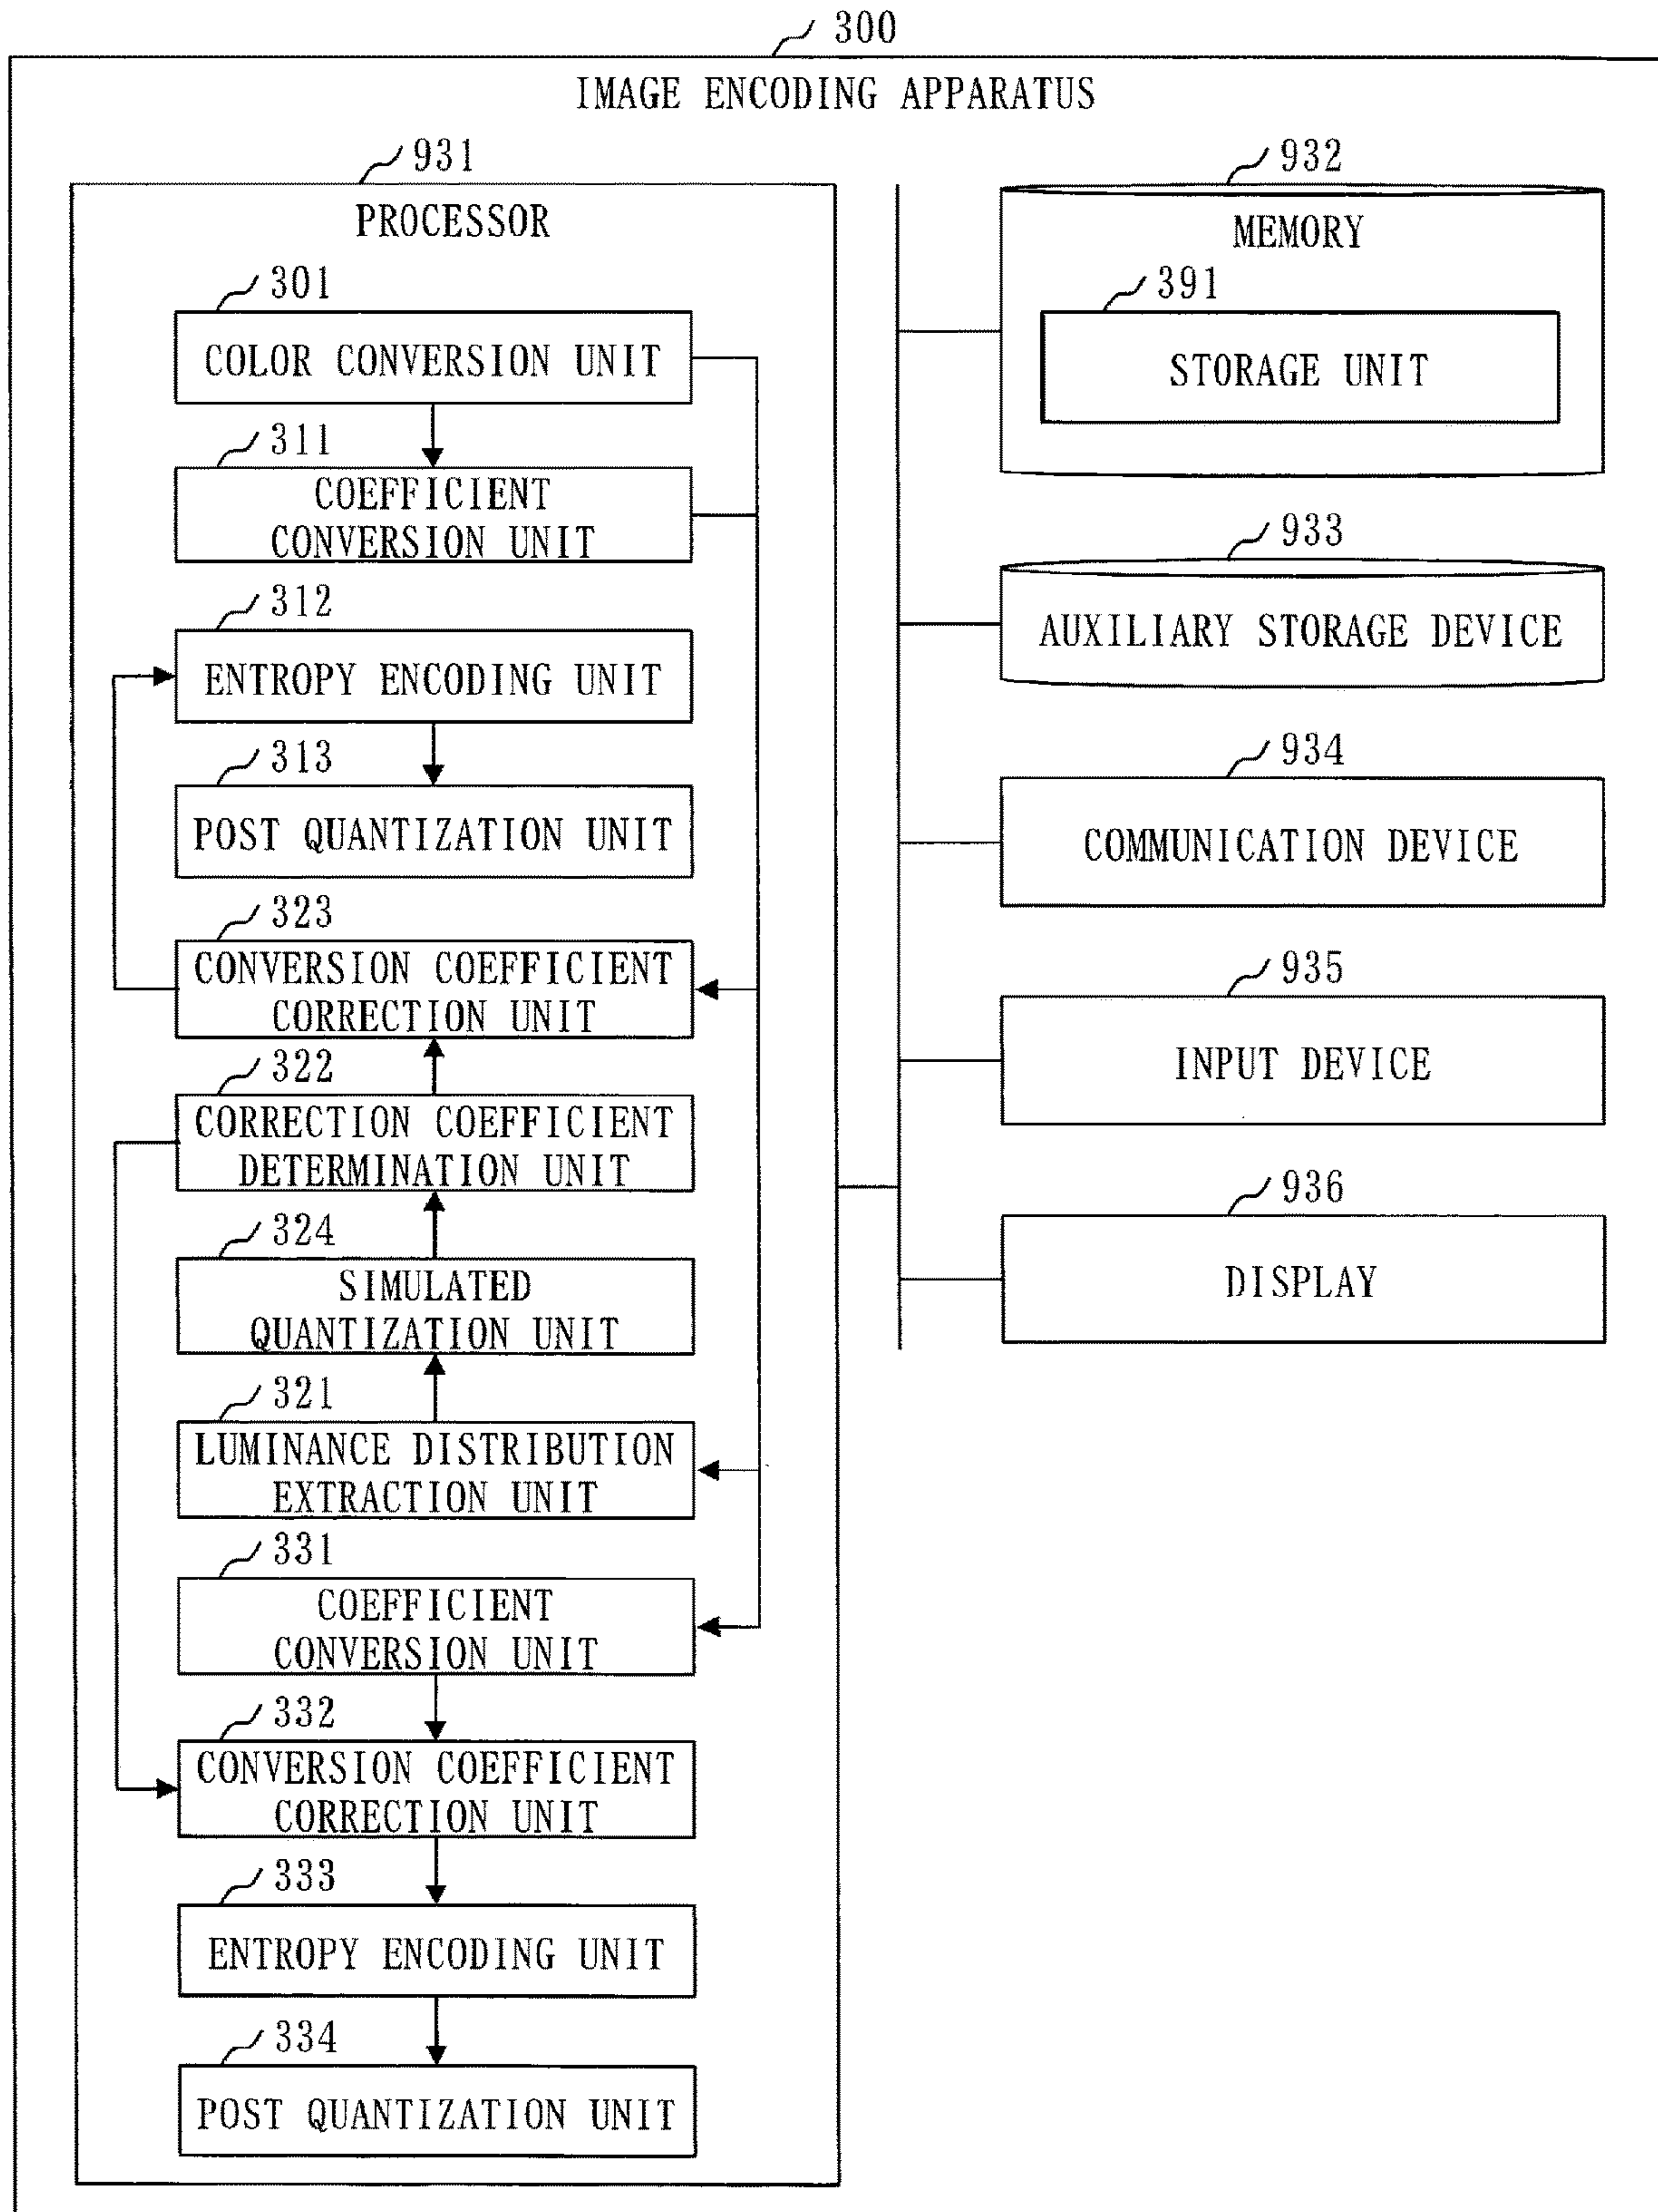 300
IMAGE ENCODING APPARATUS
931
PROCESSOR
301
COLOR CONVERSION UNIT
311
COEFFICIENT
CONVERSION UNIT
312
ENTROPY ENCODING UNIT
313
POST QUANTIZATION UNIT
323
CONVERSION COEFFICIENT
CORRECTION UNIT
322
CORRECTION COEFFICIENT
DETERMINATION UNIT
324
SIMULATED
QUANTIZATION UNIT
321
LUMINANCE DISTRIBUTION
EXTRACTION UNIT
331
COEFFICIENT
CONVERSION UNIT
332
CONVERSION COEFFICIENT
CORRECTION UNIT
333
ENTROPY ENCODING UNIT
334
POST QUANTIZATION UNIT
932
MEMORY
391
STORAGE UNIT
933
AUXILIARY STORAGE DEVICE
934
COMMUNICATION DEVICE
935
INPUT DEVICE
936
DISPLAY